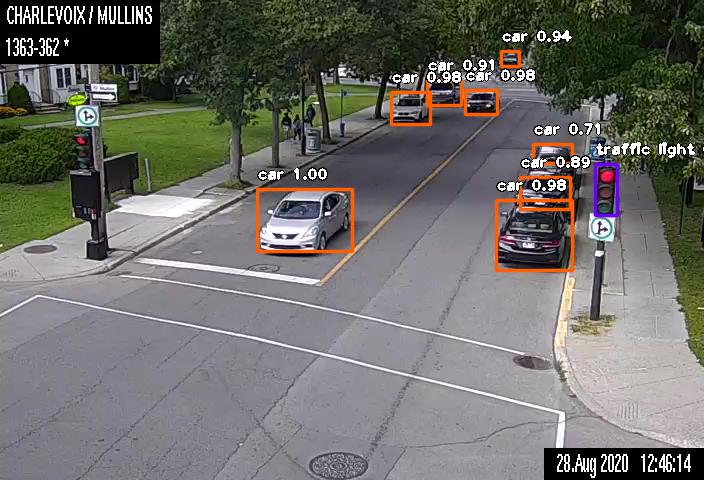 CHARLEVOIX / MULLINS
1363-362 *
car 0.94
car 0.91
car 0.98
car 0.98
car 0.71
traffic light
car 0.89
car 0.98
car 1.00
28.Aug 2020 12:46:14